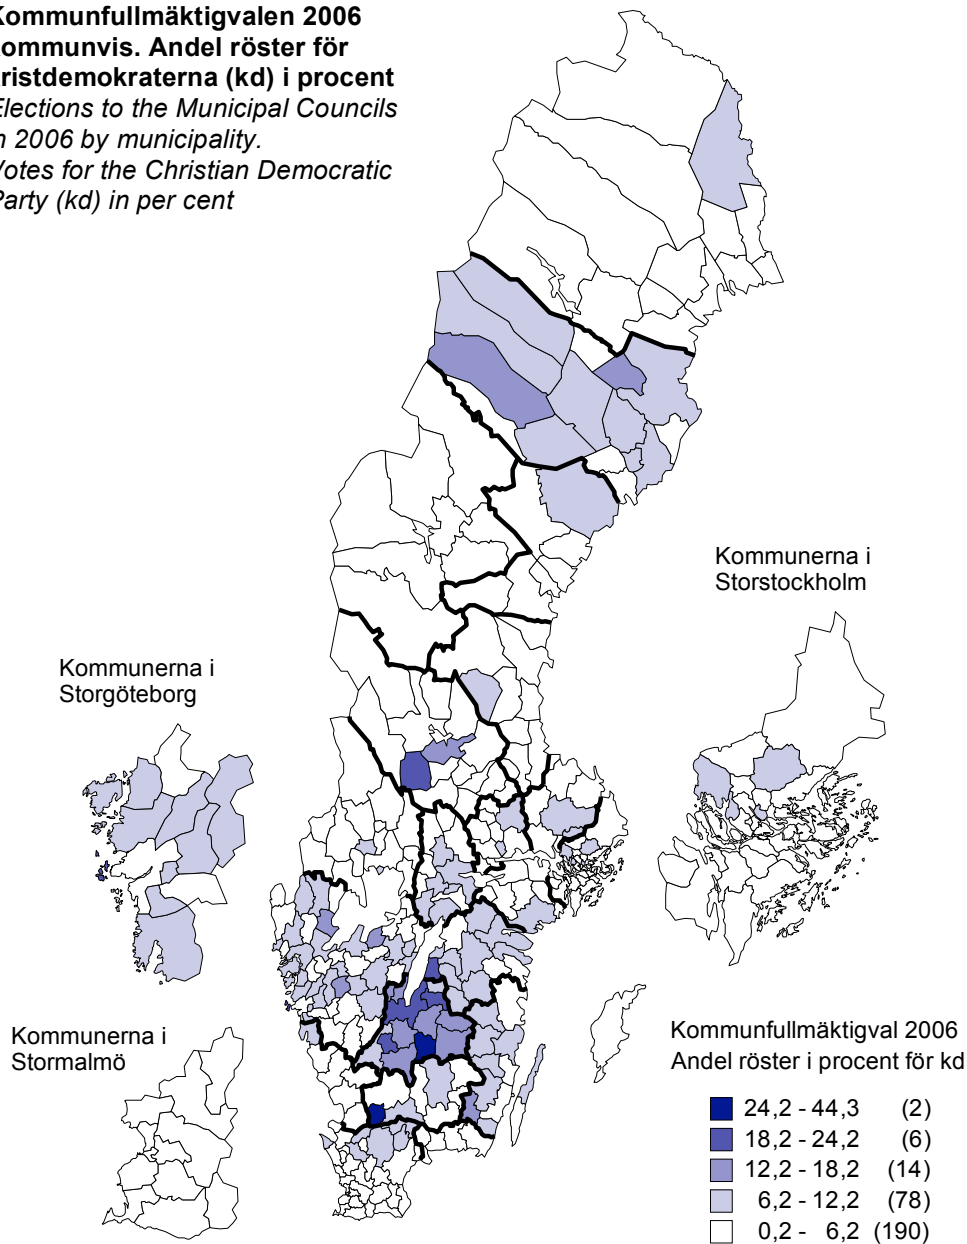 Kommunfullmäktigvalen 2006
kommunvis. Andel röster för
kristdemokraterna (kd) i procent
Elections to the Municipal Councils
in 2006 by municipality.
Votes for the Christian Democratic
Party (kd) in per cent
Kommunerna i
Storstockholm
Kommunerna i
Storgöteborg
Kommunerna i
Stormalmö
Kommunfullmäktigval 2006
Andel röster i procent för kd
24,2 - 44,3 (2)
18,2 - 24,2 (6)
12,2 - 18,2 (14)
6,2 - 12,2 (78)
0,2 - 6,2 (190)